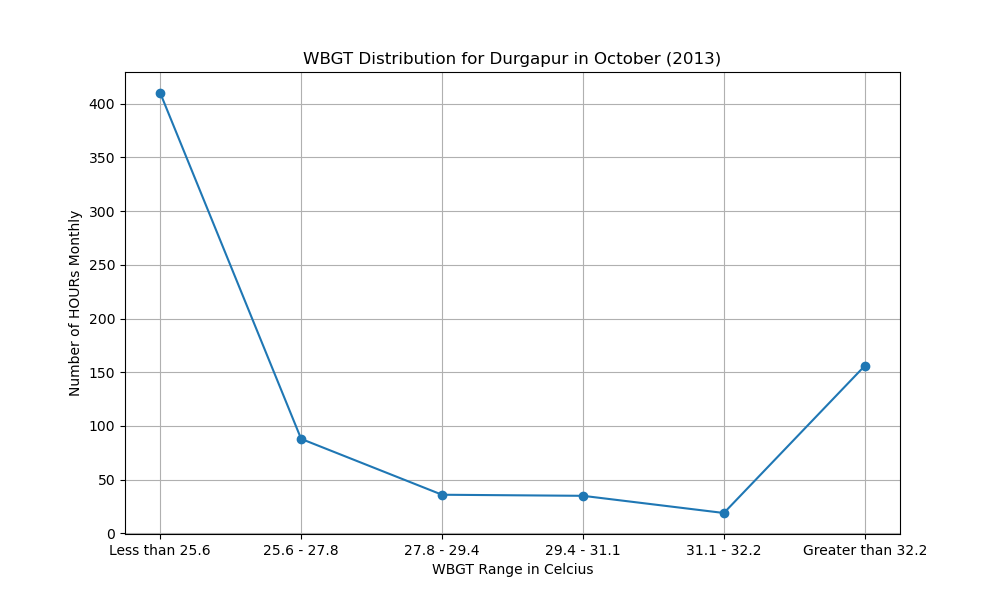 WBGT Distribution for Durgapur in October (2013)
Number of HOURs Monthly
400
350
300
250
200
150
100
50
0
Less than 25.6
25.6 - 27.8
27.8 - 29.4
29.4 - 31.1
31.1 - 32.2
Greater than 32.2
WBGT Range in Celcius